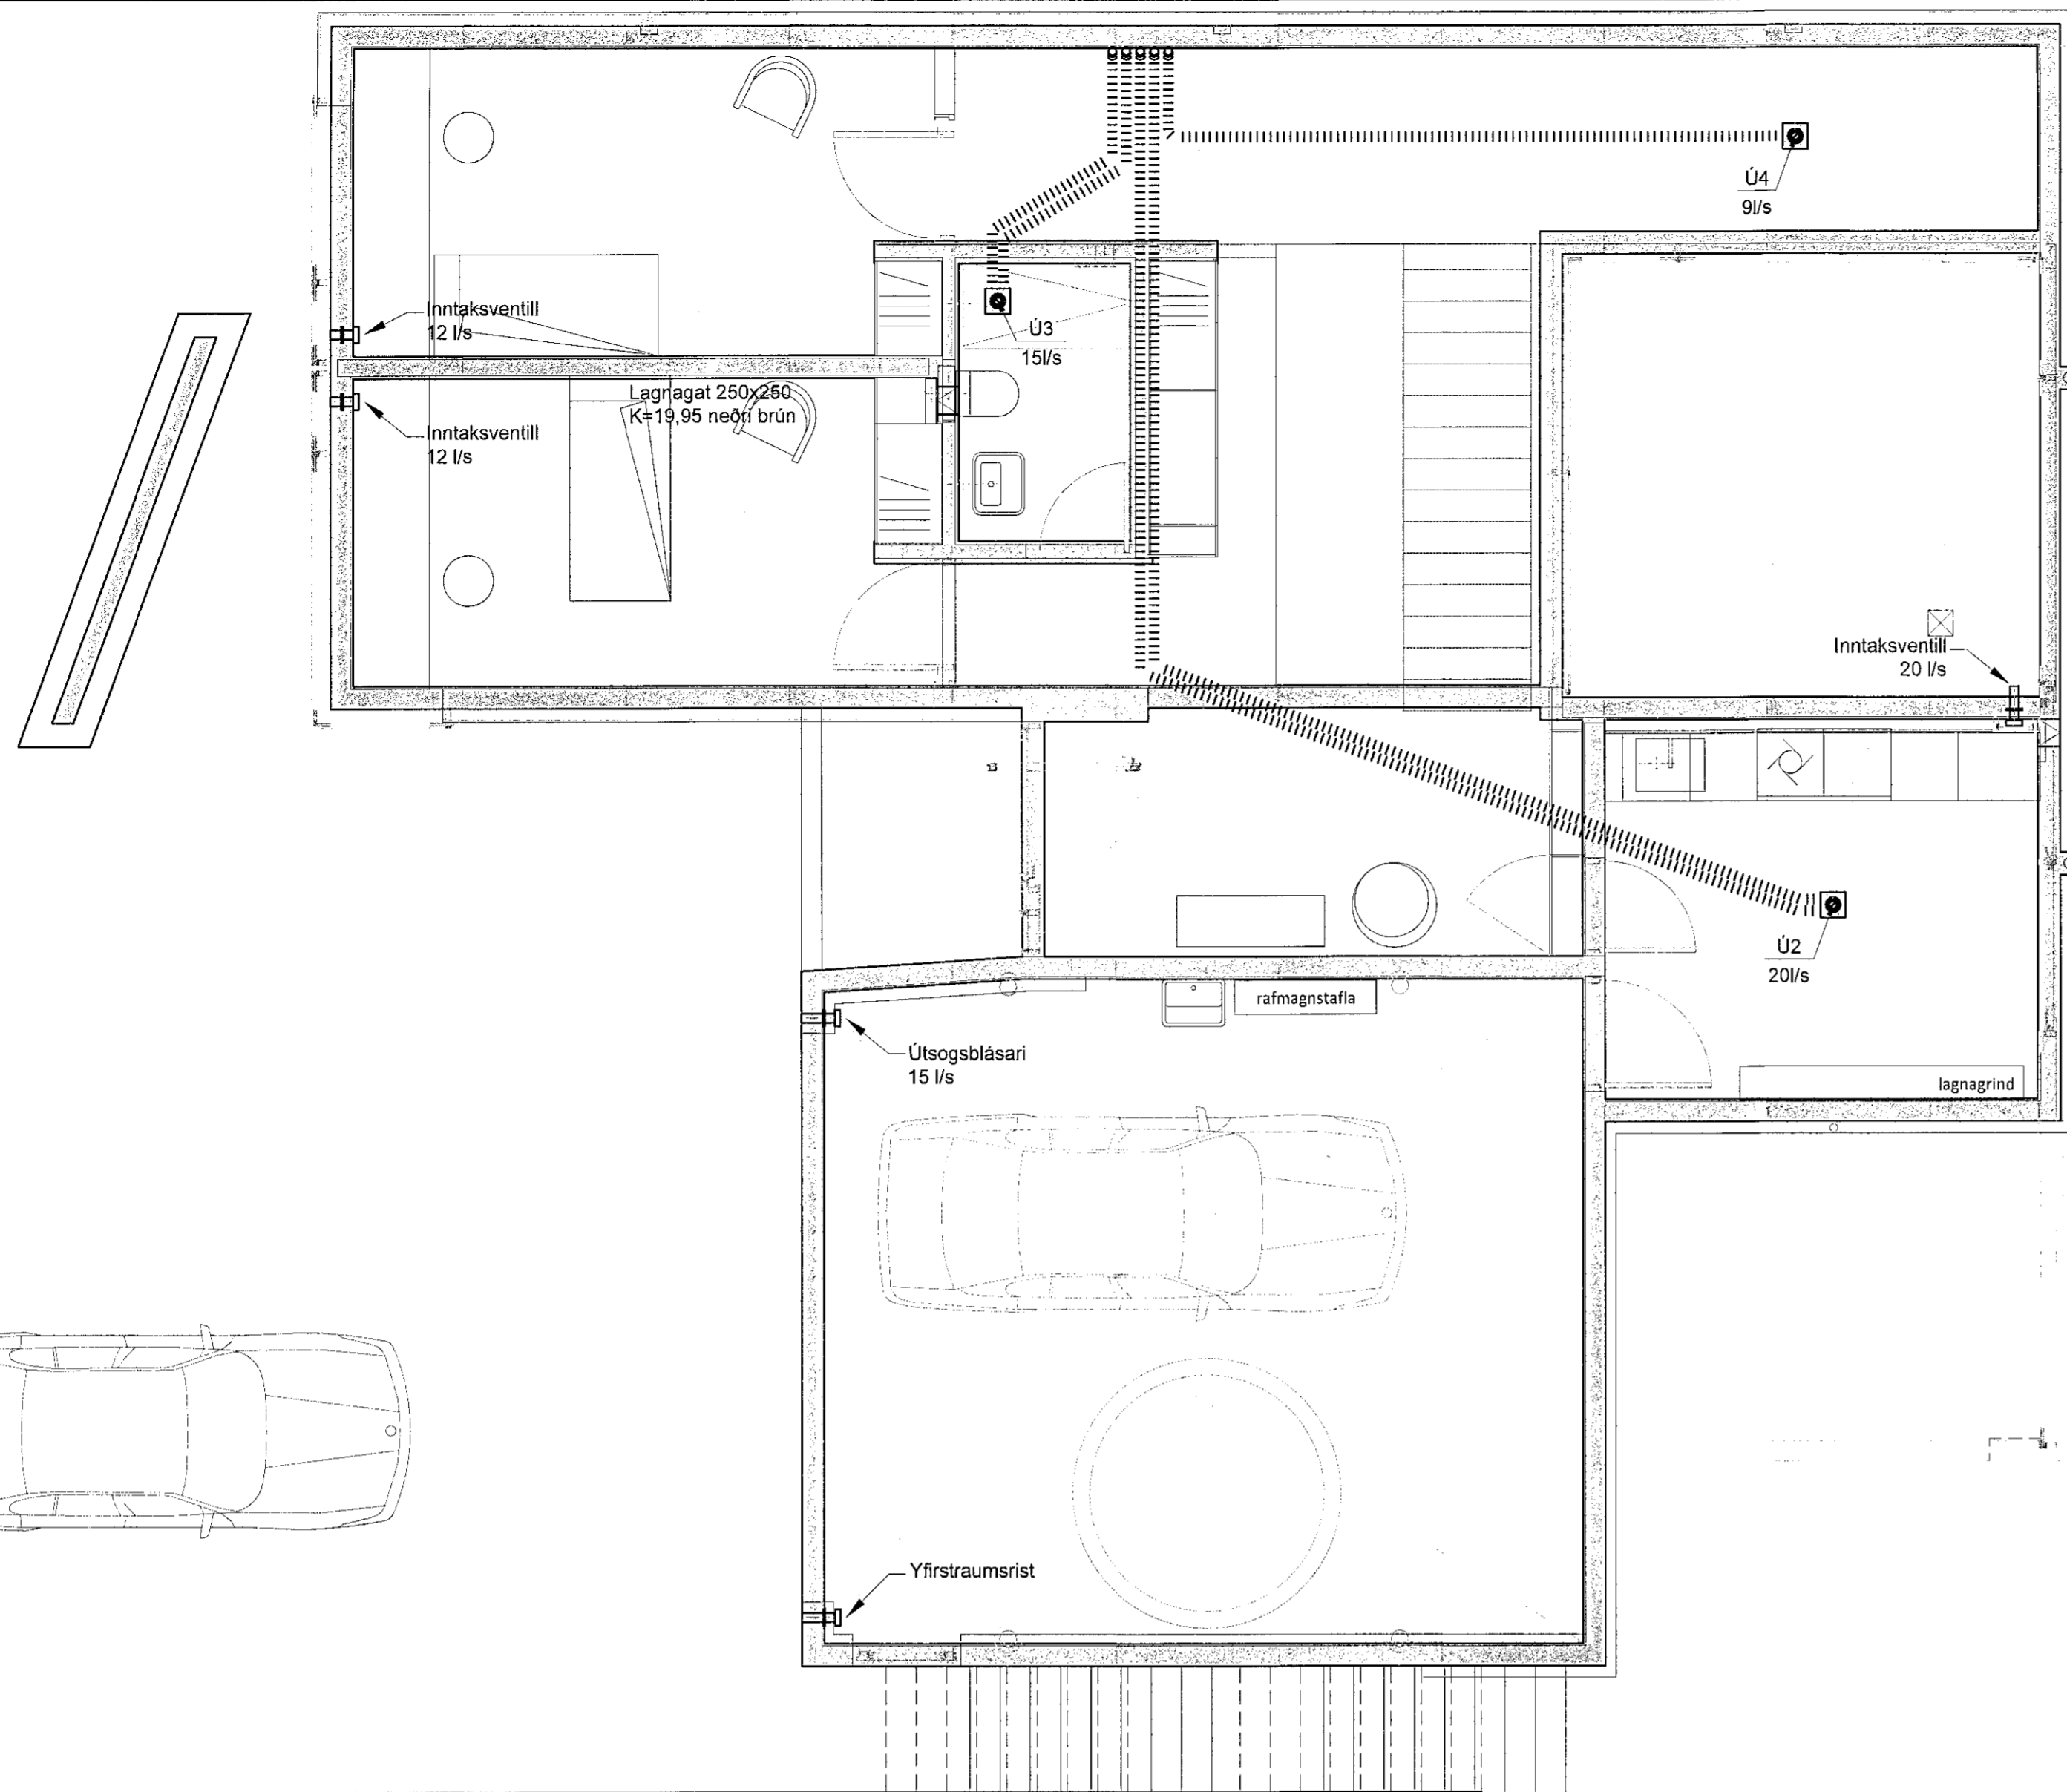 Ú4
9l/s
Inntaksventill
12 l/s
Ú3
15l/s
Lagnagat 250x250
K=19,95 neðri brún
Inntaksventill
12 l/s
Inntaksventill
20 l/s
Ú2
20l/s
rafmagnstafla
Útsogsblásari
15 l/s
lagnagrind
Yfirstraumsrist